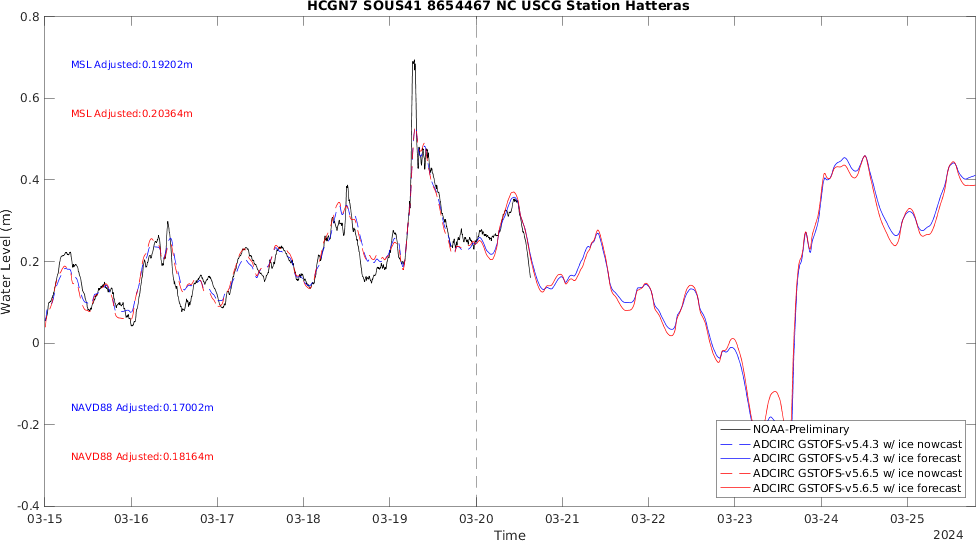 HCGN7 SOUS41 8654467 NC USCG Station Hatteras
0.8
MSL Adjusted:0.19202m
0.6
MSL Adjusted:0.20364m
0.4
Water Level (m)
0.2
0
NAVD88 Adjusted:0.17002m
-0.2
NAVD88 Adjusted:0.18164m
-0.4
NOAA-Preliminary
ADCIRC GSTOFS-v5.4.3 w/ ice nowcast
ADCIRC GSTOFS-v5.4.3 w/ ice forecast
ADCIRC GSTOFS-v5.6.5 w/ ice nowcast
ADCIRC GSTOFS-v5.6.5 w/ ice forecast
03-15 03-16 03-17 03-18 03-19 03-20 03-21 03-22 03-23 03-24 03-25
Time
2024